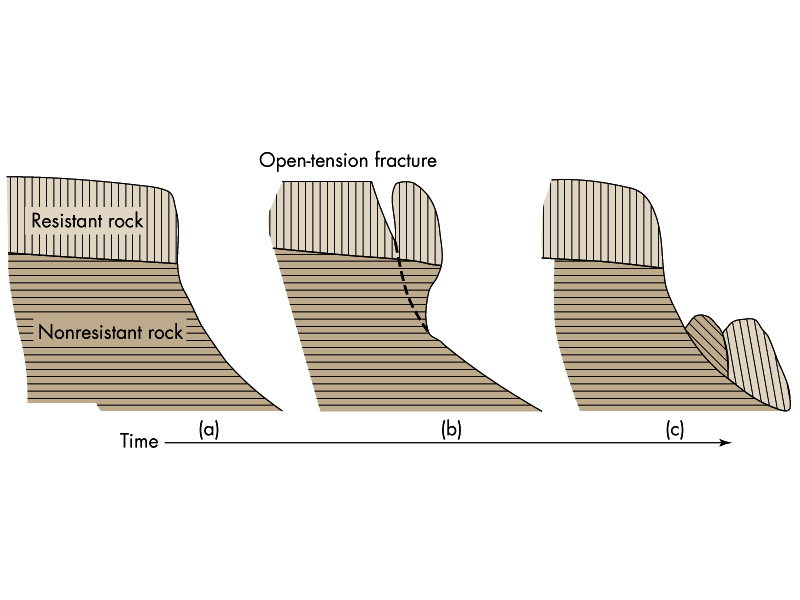 Open-tension fracture
Resistant rock
Nonresistant rock
(a)
(b)
(c)
Time